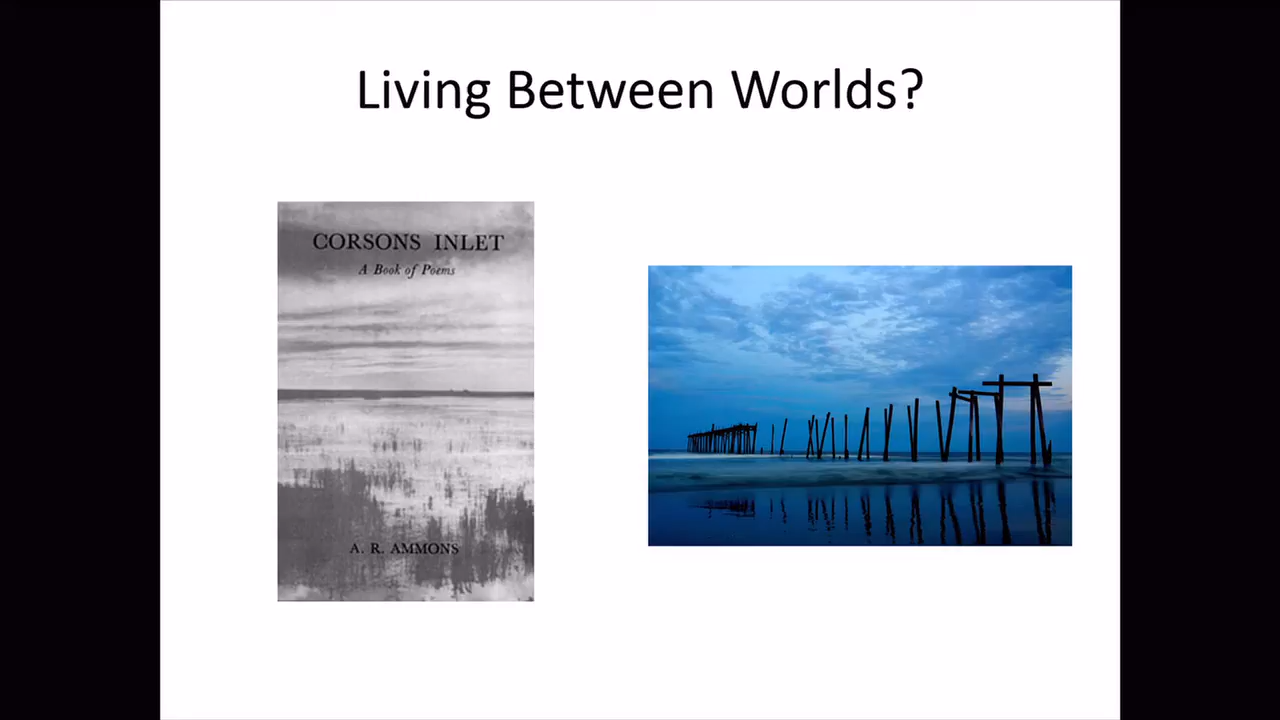 Living Between Worlds?
CORSONS INLET
A Book of Poems
A. R. AMMONS